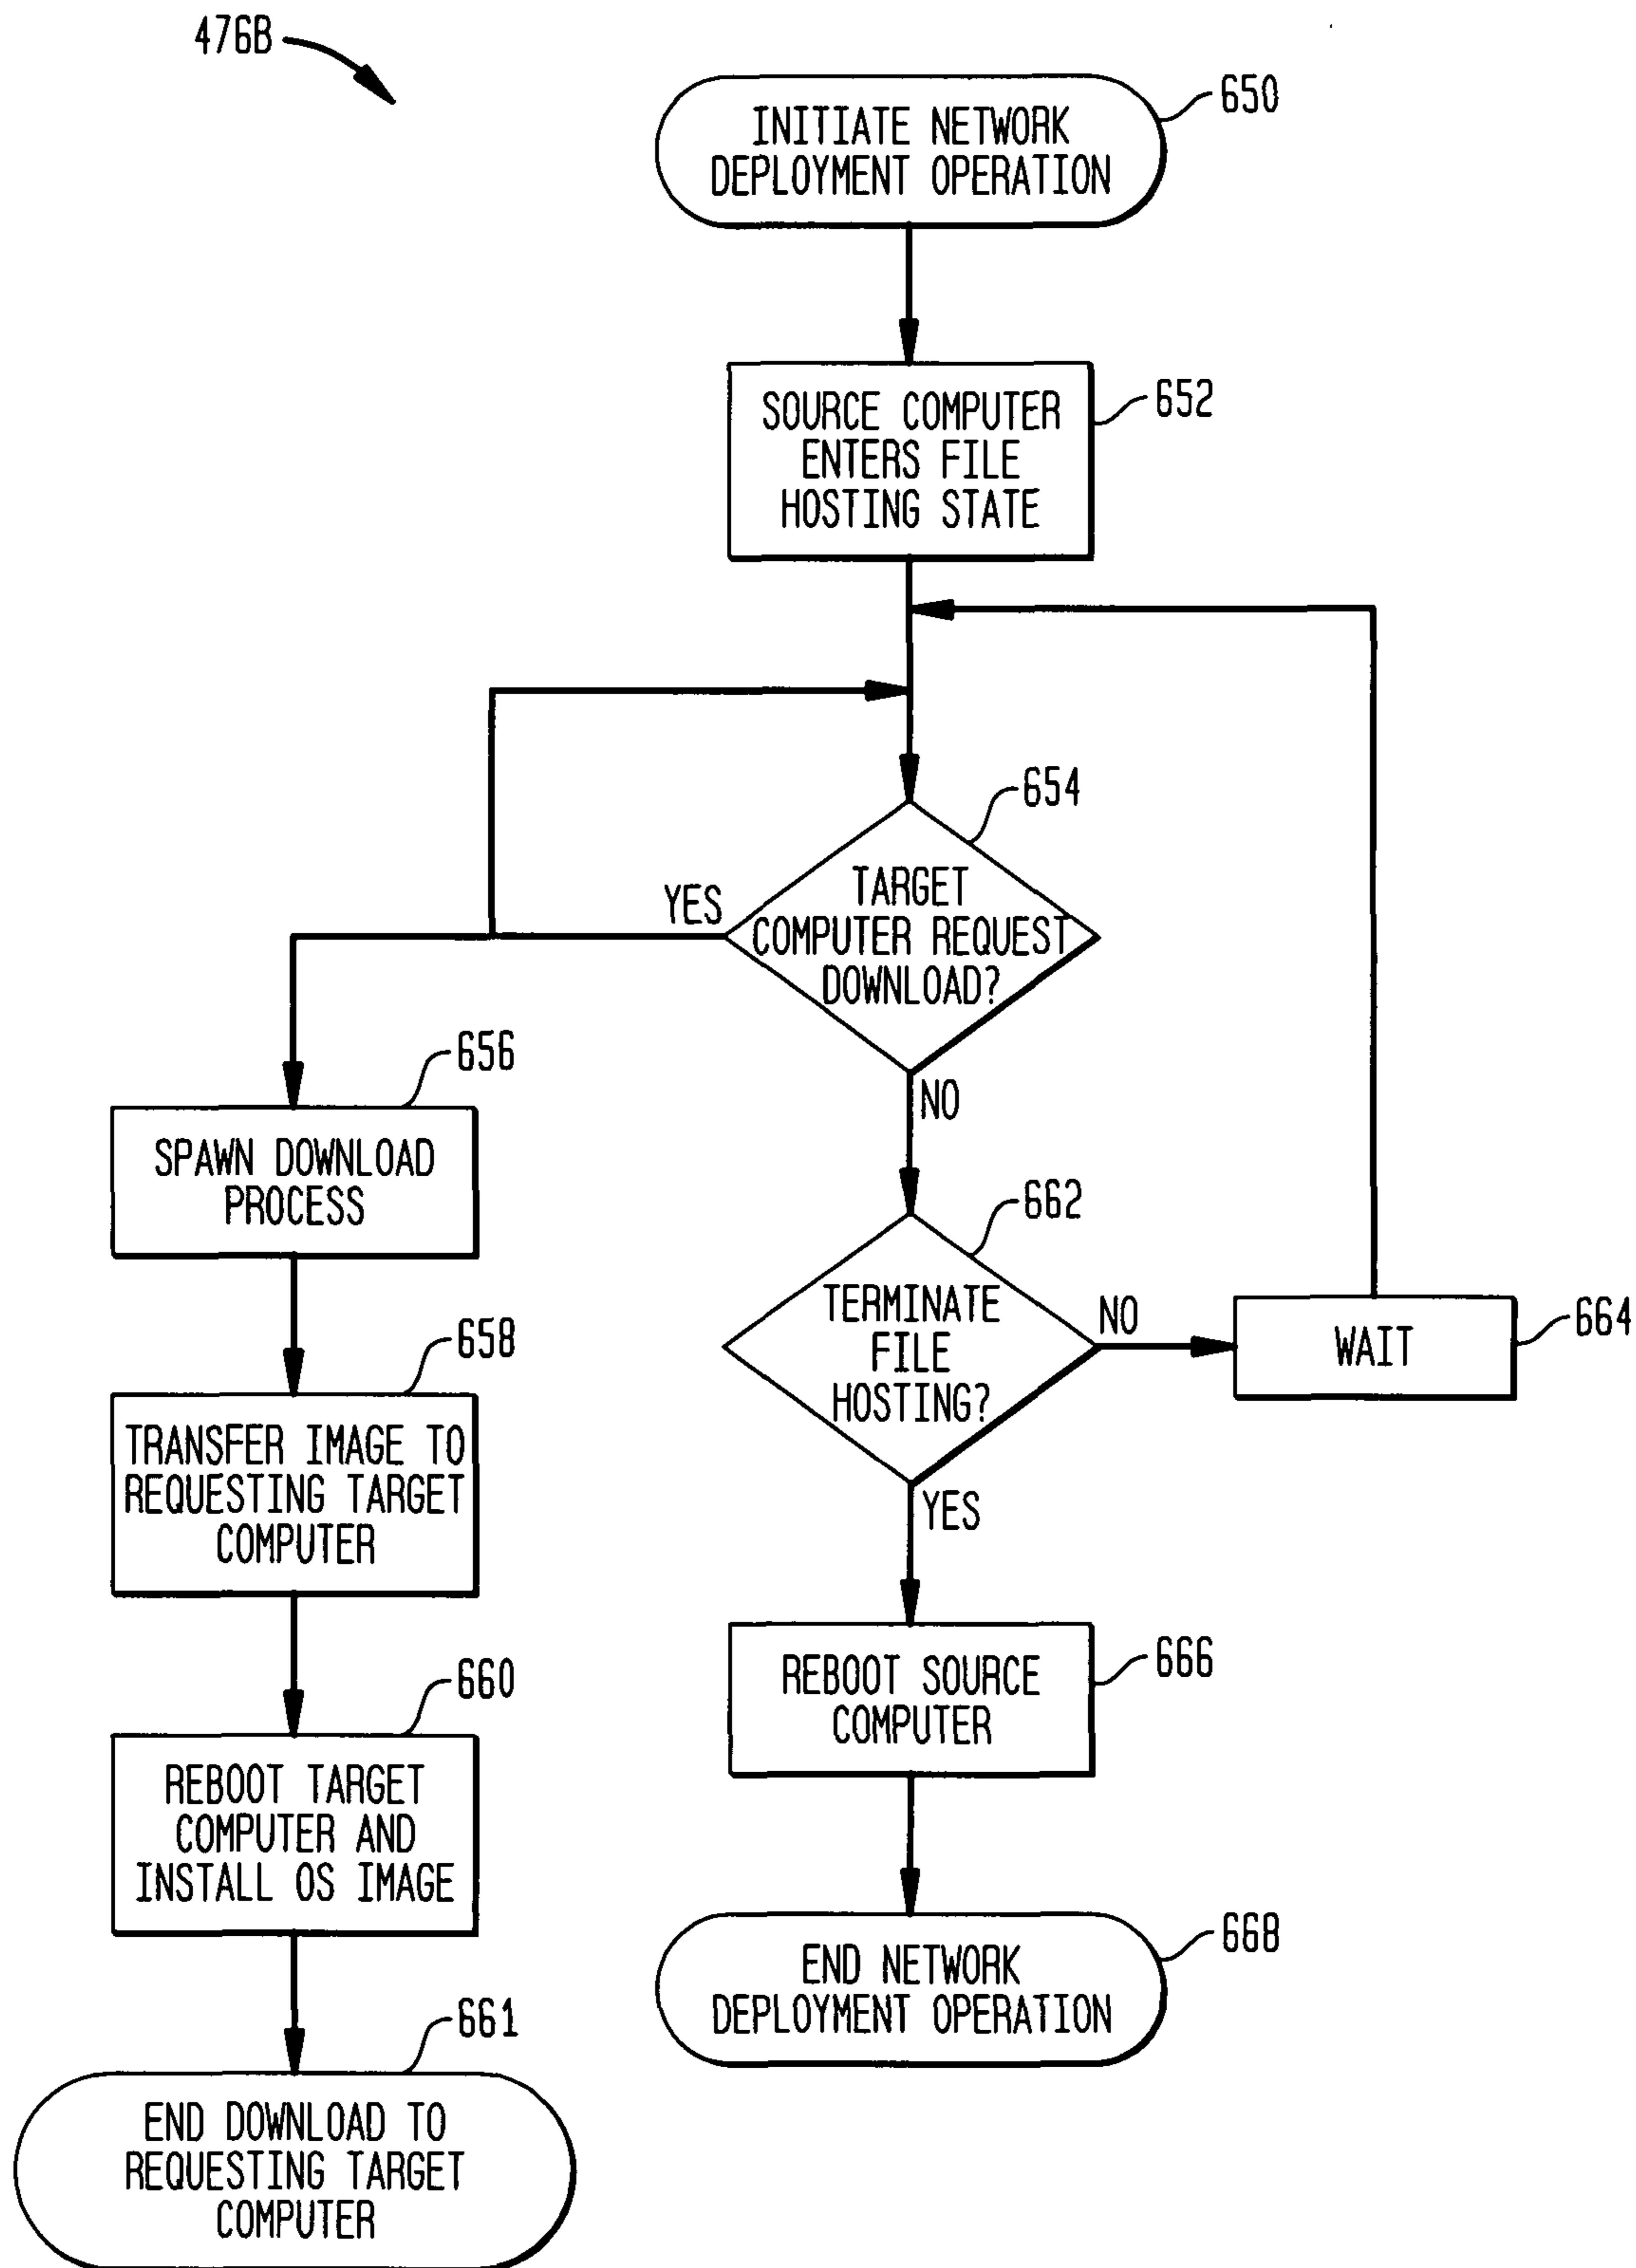 476B
650
INITIATE NETWORK
DEPLOYMENT OPERATION
652
SOURCE COMPUTER
ENTERS FILE
HOSTING STATE
654
TARGET
COMPUTER REQUEST
DOWNLOAD?
YES
NO
656
SPAWN DOWNLOAD
PROCESS
658
TRANSFER IMAGE TO
REQUESTING TARGET
COMPUTER
660
REBOOT TARGET
COMPUTER AND
INSTALL OS IMAGE
661
END DOWNLOAD TO
REQUESTING TARGET
COMPUTER
662
TERMINATE
FILE
HOSTING?
NO
664
WAIT
YES
666
REBOOT SOURCE
COMPUTER
668
END NETWORK
DEPLOYMENT OPERATION